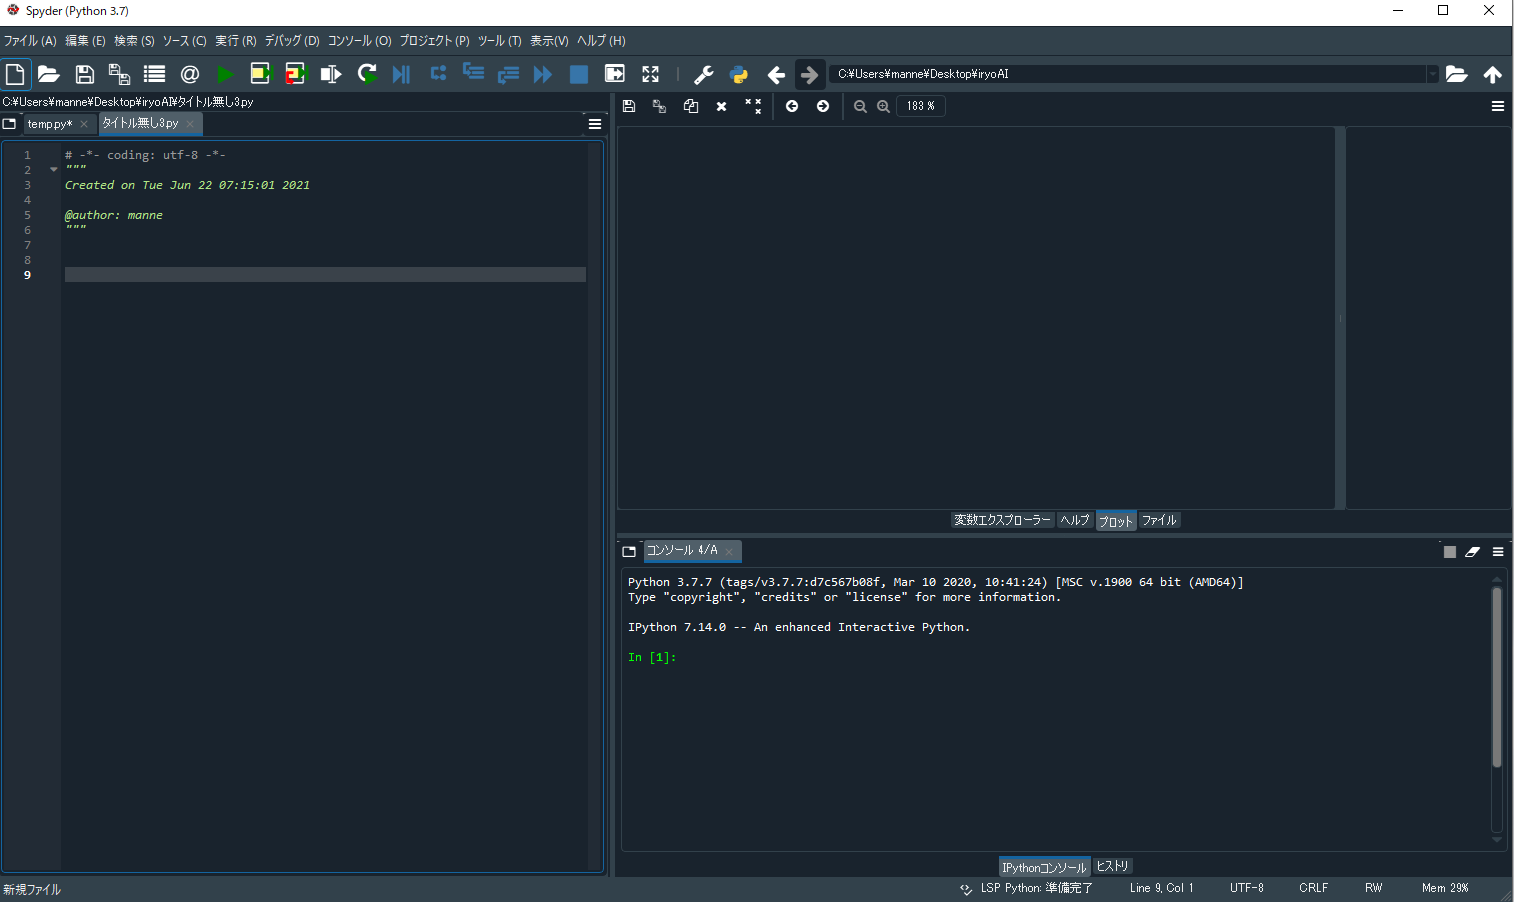 Spyder (Python 3.7)
ファイル (A) 編集 (E) 検索 (S) ソース (C) 実行 (R) デバッグ (D) コンソール (O) プロジェクト (P) ツール (T) 表示(V) ヘルプ (H)
C:¥Users¥manne¥Desktop¥iryoAI
C:¥Users¥manne¥Desktop¥iryoAI¥タイトル無し3.py
temp.py*
タイトル無し3.py
1 # -*- coding: utf-8 -*-
2 """
3 Created on Tue Jun 22 07:15:01 2021
4
5 @author: manne
6 """
7
8
9
183 %
変数エクスプローラー ヘルプ プロット ファイル
コンソール 4/A
Python 3.7.7 (tags/v3.7.7:d7c567b08f, Mar 10 2020, 10:41:24) [MSC v.1900 64 bit (AMD64)]
Type "copyright", "credits" or "license" for more information.
IPython 7.14.0 -- An enhanced Interactive Python.
In [1]:
IPythonコンソール ヒストリ
新規ファイル
LSP Python: 準備完了 Line 9, Col 1 UTF-8 CRLF RW Mem 29%